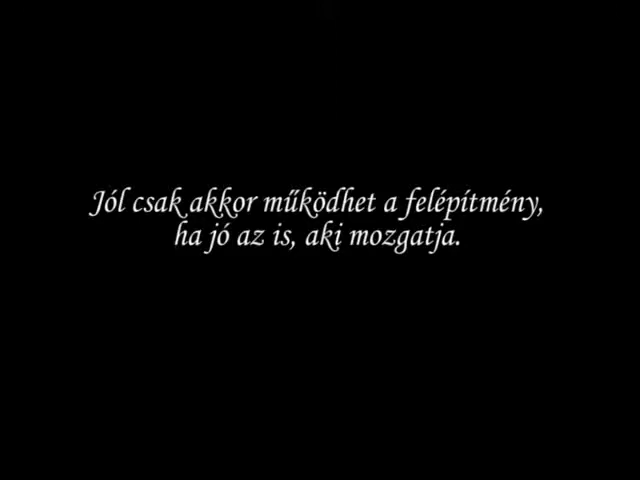 Jól csak akkor működhet a felépítmény,
ha jó az is, aki mozgatja.